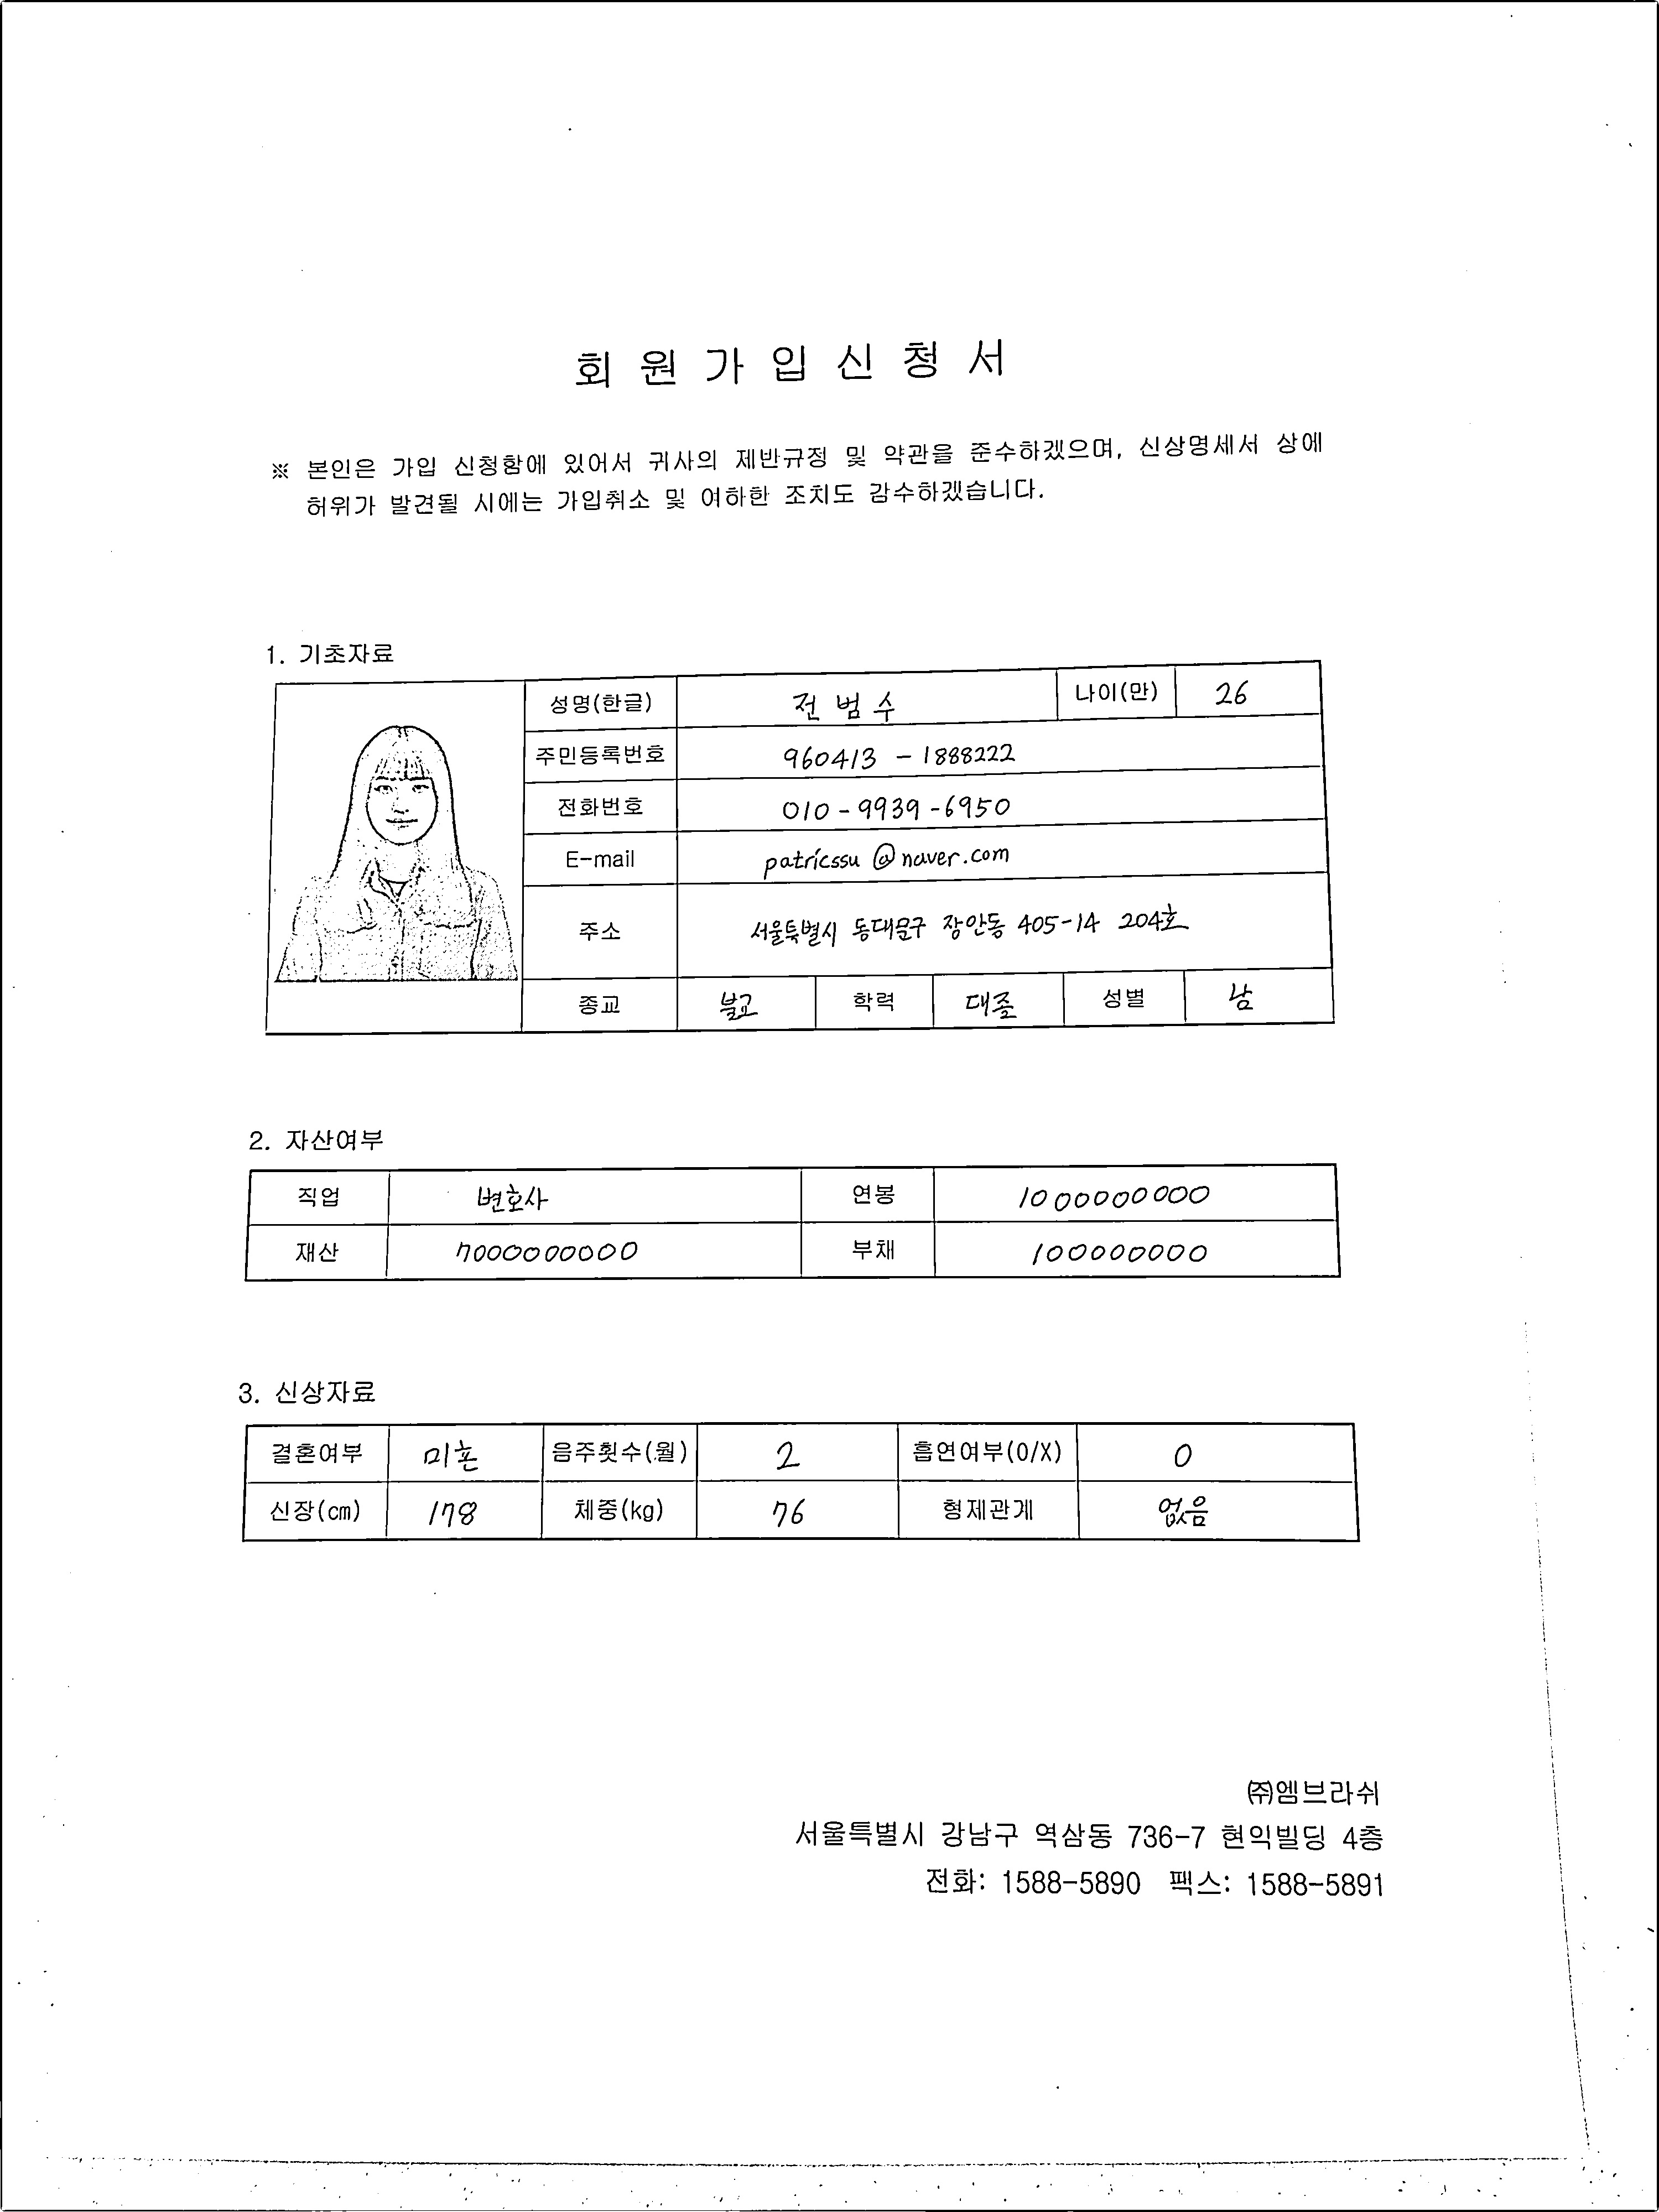 회 원 가 입 신 청 서
※ 본인은 가입 신청함에 있어서 귀사의 제반규정 및 약관을 준수하겠으며, 신상명세서 상에
허위가 발견될 시에는 가입취소 및 여하한 조치도 감수하겠습니다.
1. 기초자료
성명(한글) 전범수 나이(만) 26
주민등록번호 960413 - 1888222
전화번호 010 - 9939 - 6950
E-mail patricssu@naver.com
주소 서울특별시 동대문구 장안동 405-14 204호
종교 불교 학력 대졸 성별 남
2. 자산여부
직업 변호사 연봉 1000000000
재산 7000000000 부채 100000000
3. 신상자료
결혼여부 미혼 음주횟수(월) 2 흡연여부(O/X) O
신장(cm) 178 체중(kg) 76 형제관계 없음
㈜엠브라쉬
서울특별시 강남구 역삼동 736-7 현익빌딩 4층
전화: 1588-5890 팩스: 1588-5891